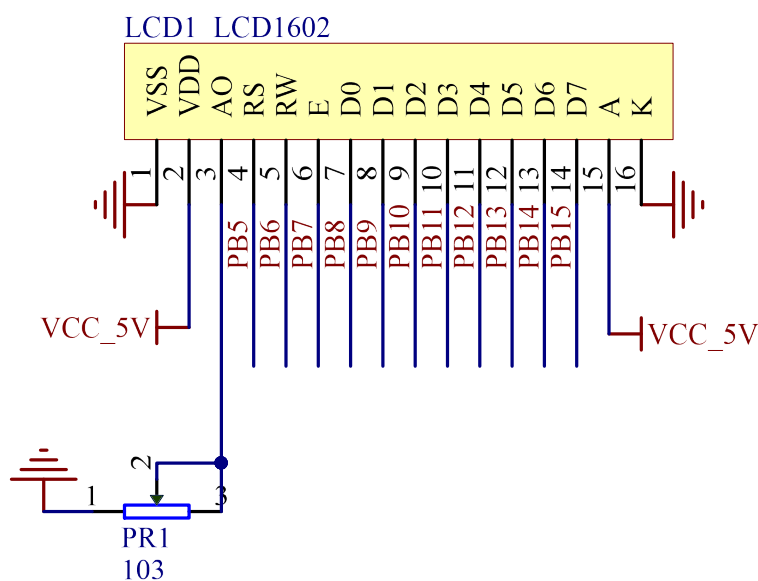 LCD1 LCD1602
VSS VDD AO RS RW E D0 D1 D2 D3 D4 D5 D6 D7 A K
1 2 3 4 5 6 7 8 9 10 11 12 13 14 15 16
PB5 PB6 PB7 PB8 PB9 PB10 PB11 PB12 PB13 PB14 PB15
VCC_5V VCC_5V
2
1 3
PR1
103